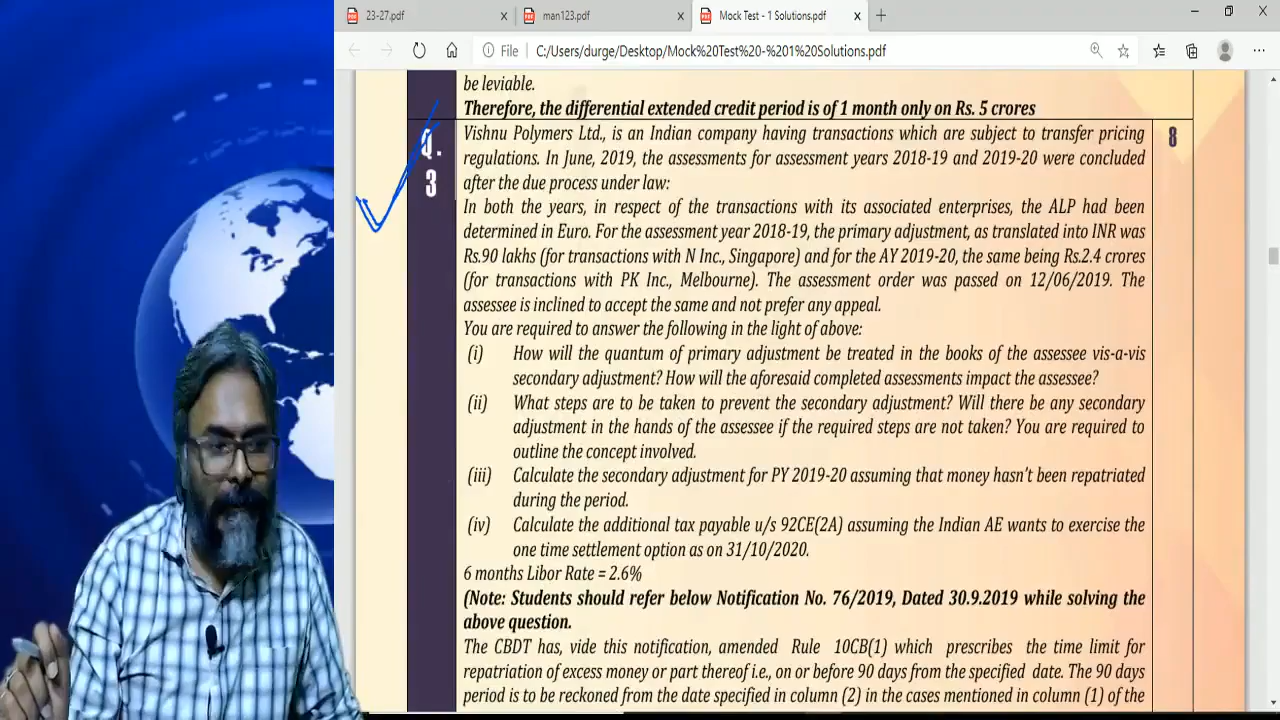 23-27.pdf
man123.pdf
Mock Test - 1 Solutions.pdf
File
C:/Users/durge/Desktop/Mock%20Test%20-%201%20Solutions.pdf
be leviable.
Therefore, the differential extended credit period is of 1 month only on Rs. 5 crores
Q.
3
8
Vishnu Polymers Ltd., is an Indian company having transactions which are subject to transfer pricing
regulations. In June, 2019, the assessments for assessment years 2018-19 and 2019-20 were concluded
after the due process under law:
In both the years, in respect of the transactions with its associated enterprises, the ALP had been
determined in Euro. For the assessment year 2018-19, the primary adjustment, as translated into INR was
Rs.90 lakhs (for transactions with N Inc., Singapore) and for the AY 2019-20, the same being Rs.2.4 crores
(for transactions with PK Inc., Melbourne). The assessment order was passed on 12/06/2019. The
assessee is inclined to accept the same and not prefer any appeal.
You are required to answer the following in the light of above:
(i) How will the quantum of primary adjustment be treated in the books of the assessee vis-a-vis
secondary adjustment? How will the aforesaid completed assessments impact the assessee?
(ii) What steps are to be taken to prevent the secondary adjustment? Will there be any secondary
adjustment in the hands of the assessee if the required steps are not taken? You are required to
outline the concept involved.
(iii) Calculate the secondary adjustment for PY 2019-20 assuming that money hasn't been repatriated
during the period.
(iv) Calculate the additional tax payable u/s 92CE(2A) assuming the Indian AE wants to exercise the
one time settlement option as on 31/10/2020.
6 months Libor Rate = 2.6%
(Note: Students should refer below Notification No. 76/2019, Dated 30.9.2019 while solving the
above question.
The CBDT has, vide this notification, amended Rule 10CB(1) which prescribes the time limit for
repatriation of excess money or part thereof i.e., on or before 90 days from the specified date. The 90 days
period is to be reckoned from the date specified in column (2) in the cases mentioned in column (1) of the